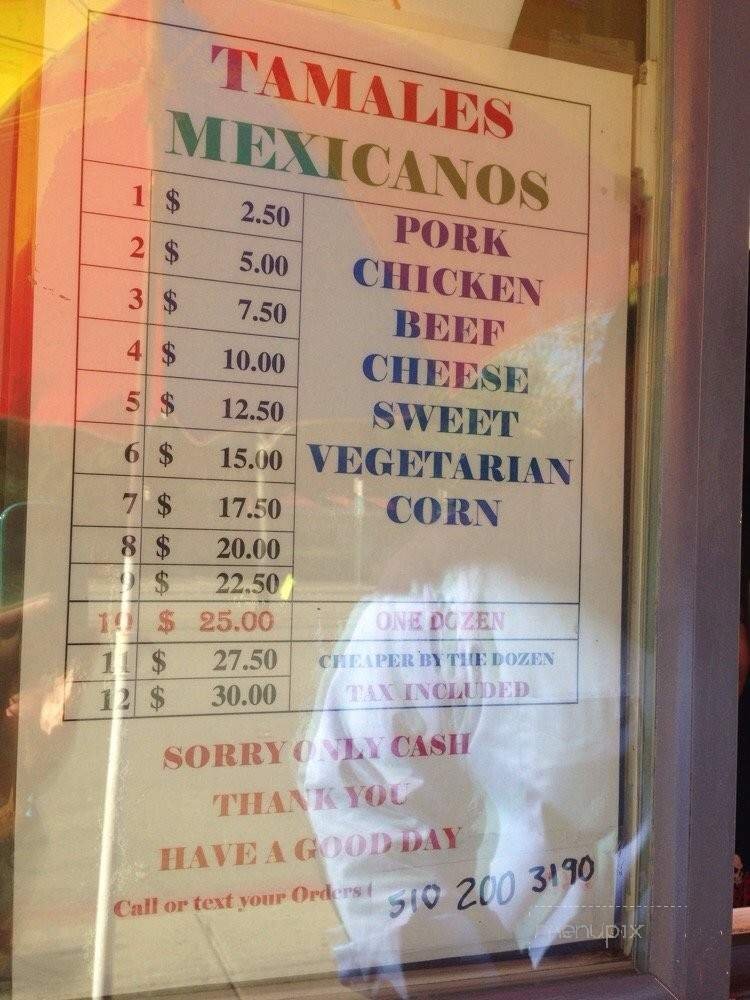 TAMALES
MEXICANOS
1 $ 2.50 PORK
2 $ 5.00 CHICKEN
3 $ 7.50 BEEF
4 $ 10.00 CHEESE
5 $ 12.50 SWEET
6 $ 15.00 VEGETARIAN
7 $ 17.50 CORN
8 $ 20.00
9 $ 22.50
10 $ 25.00 ONE DOZEN
11 $ 27.50 CHEAPER BY THE DOZEN
12 $ 30.00 TAX INCLUDED
SORRY ONLY CASH
THANK YOU
HAVE A GOOD DAY
Call or text your Orders 510 200 3190
menupix